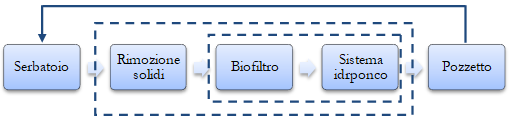 Serbatoio
Rimozione
solidi
Biofiltro
Sistema
idrponco
Pozzetto